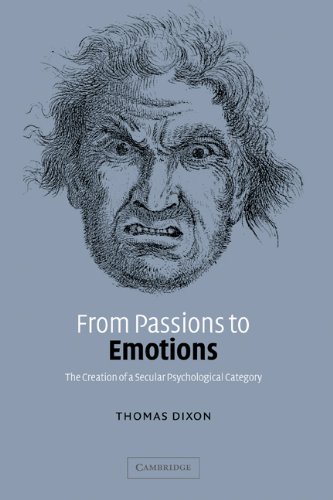 From Passions to
Emotions
The Creation of a Secular Psychological Category
THOMAS DIXON
CAMBRIDGE